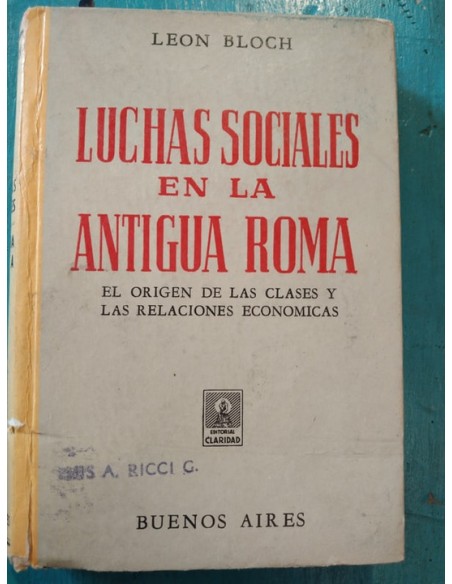 LEON BLOCH
LUCHAS SOCIALES
EN LA
ANTIGUA ROMA
EL ORIGEN DE LAS CLASES Y
LAS RELACIONES ECONOMICAS
EDITORIAL
CLARIDAD
A. RICCI G.
BUENOS AIRES